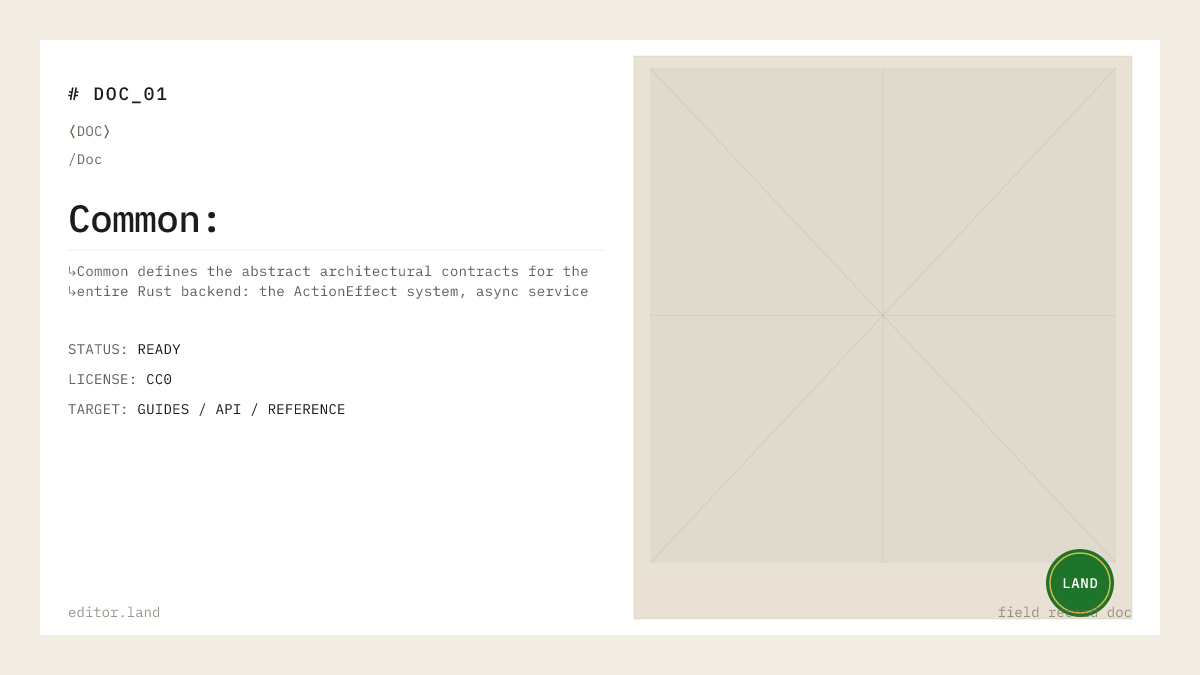 # DOC_01
⟨DOC⟩
/Doc
Common:
↳Common defines the abstract architectural contracts for the
↳entire Rust backend: the ActionEffect system, async service
STATUS: READY
LICENSE: CC0
TARGET: GUIDES / API / REFERENCE
LAND
editor.land
field record doc